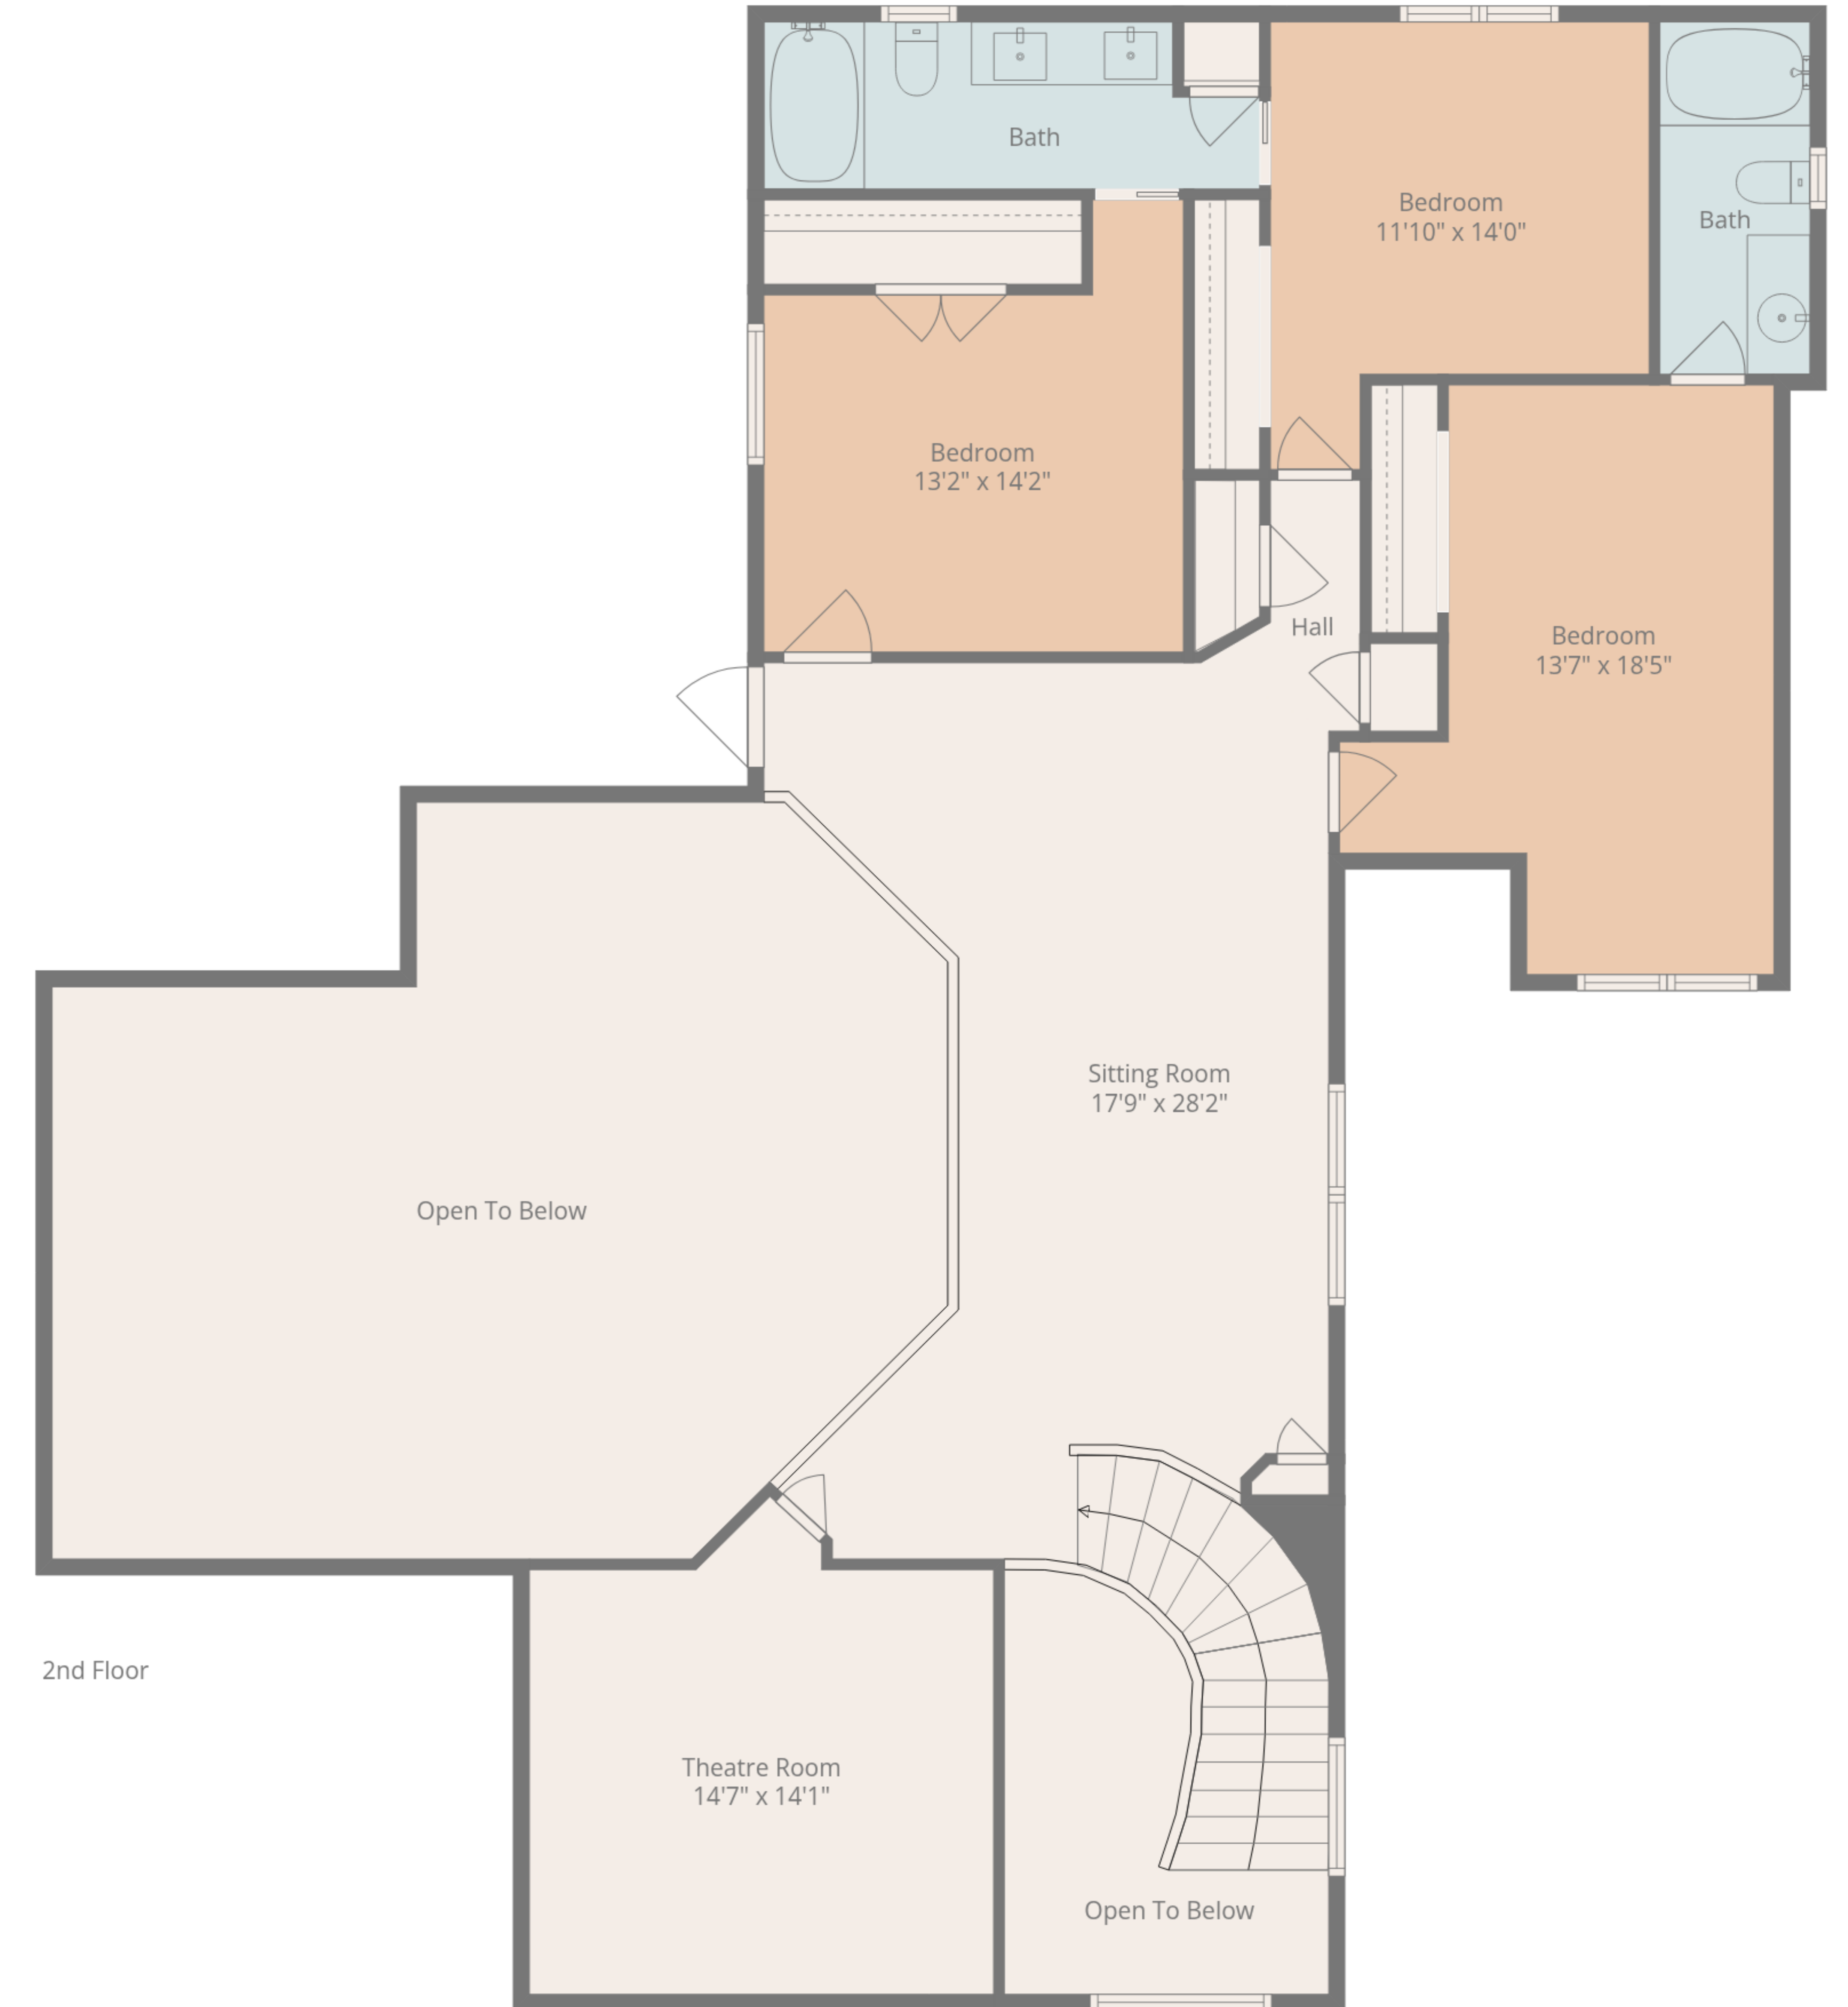 Bath
Bedroom
11'10" x 14'0"
Bath
Bedroom
13'2" x 14'2"
Hall
Bedroom
13'7" x 18'5"
Sitting Room
17'9" x 28'2"
Open To Below
2nd Floor
Theatre Room
14'7" x 14'1"
Open To Below